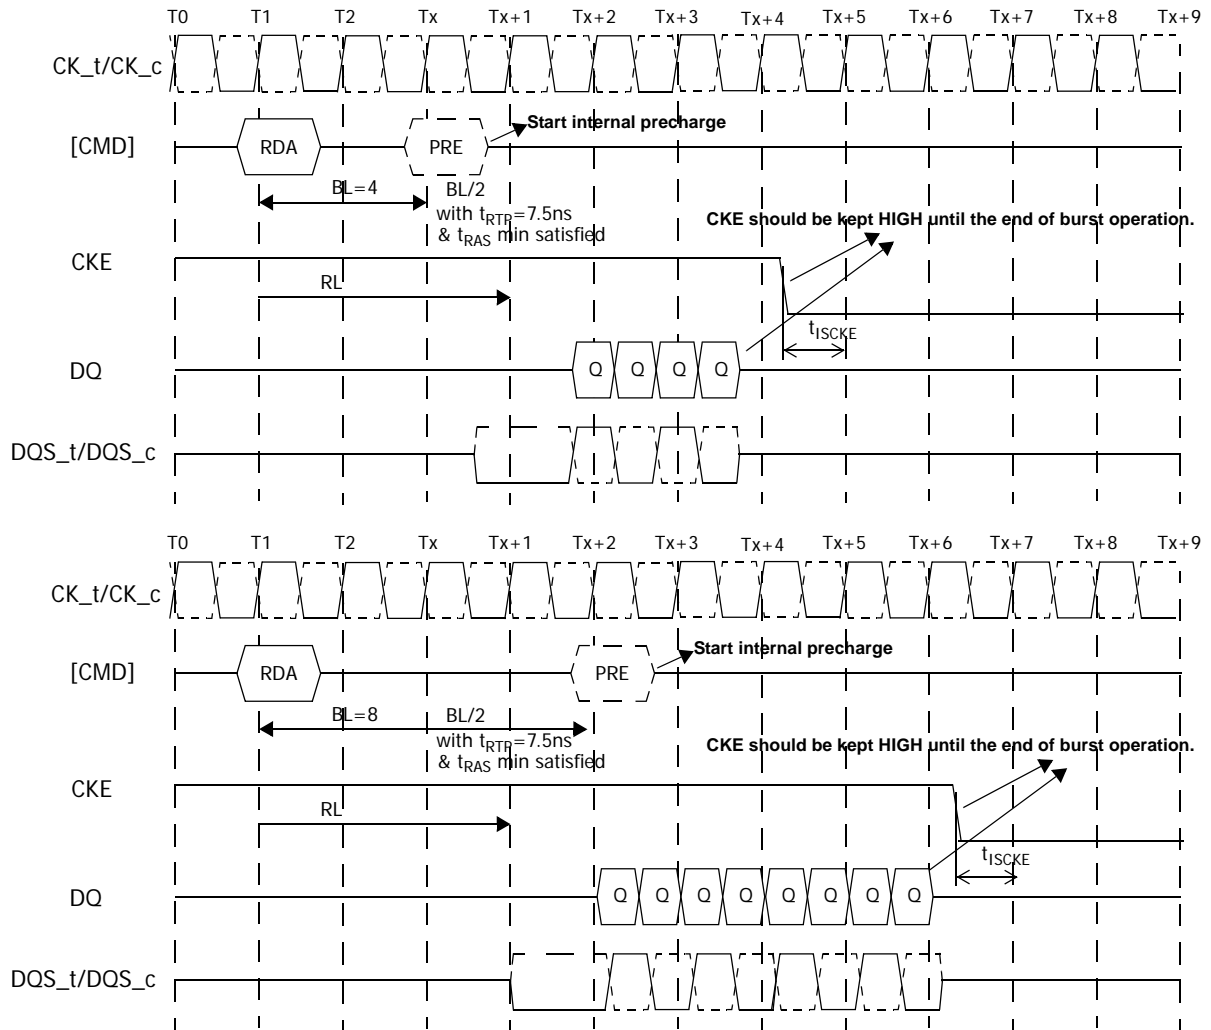 T0 T1 T2 Tx Tx+1 Tx+2 Tx+3 Tx+4 Tx+5 Tx+6 Tx+7 Tx+8 Tx+9
CK_t/CK_c
[CMD] RDA PRE Start internal precharge
BL=4 BL/2
with tRTP=7.5ns
& tRAS min satisfied
CKE should be kept HIGH until the end of burst operation.
CKE
RL
tISCKE
DQ Q Q Q Q
DQS_t/DQS_c
T0 T1 T2 Tx Tx+1 Tx+2 Tx+3 Tx+4 Tx+5 Tx+6 Tx+7 Tx+8 Tx+9
CK_t/CK_c
[CMD] RDA PRE Start internal precharge
BL=8 BL/2
with tRTP=7.5ns
& tRAS min satisfied
CKE should be kept HIGH until the end of burst operation.
CKE
RL
tISCKE
DQ Q Q Q Q Q Q Q Q
DQS_t/DQS_c